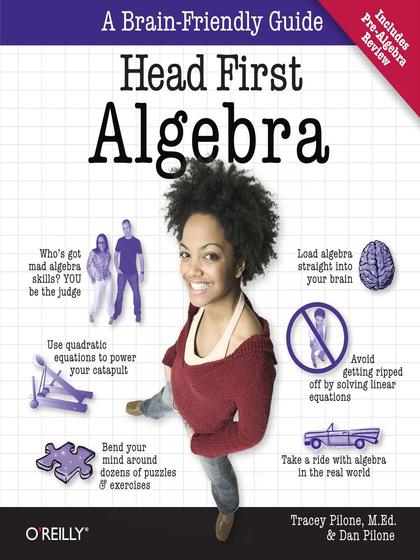 A Brain-Friendly Guide
Includes
Pre-Algebra
Review
Head First
Algebra
Who's got
mad algebra
skills? YOU
be the judge
Load algebra
straight into
your brain
Use quadratic
equations to power
your catapult
Avoid
getting ripped
off by solving linear
equations
Bend your
mind around
dozens of puzzles
& exercises
Take a ride with algebra
in the real world
O'REILLY®
Tracey Pilone, M.Ed.
& Dan Pilone